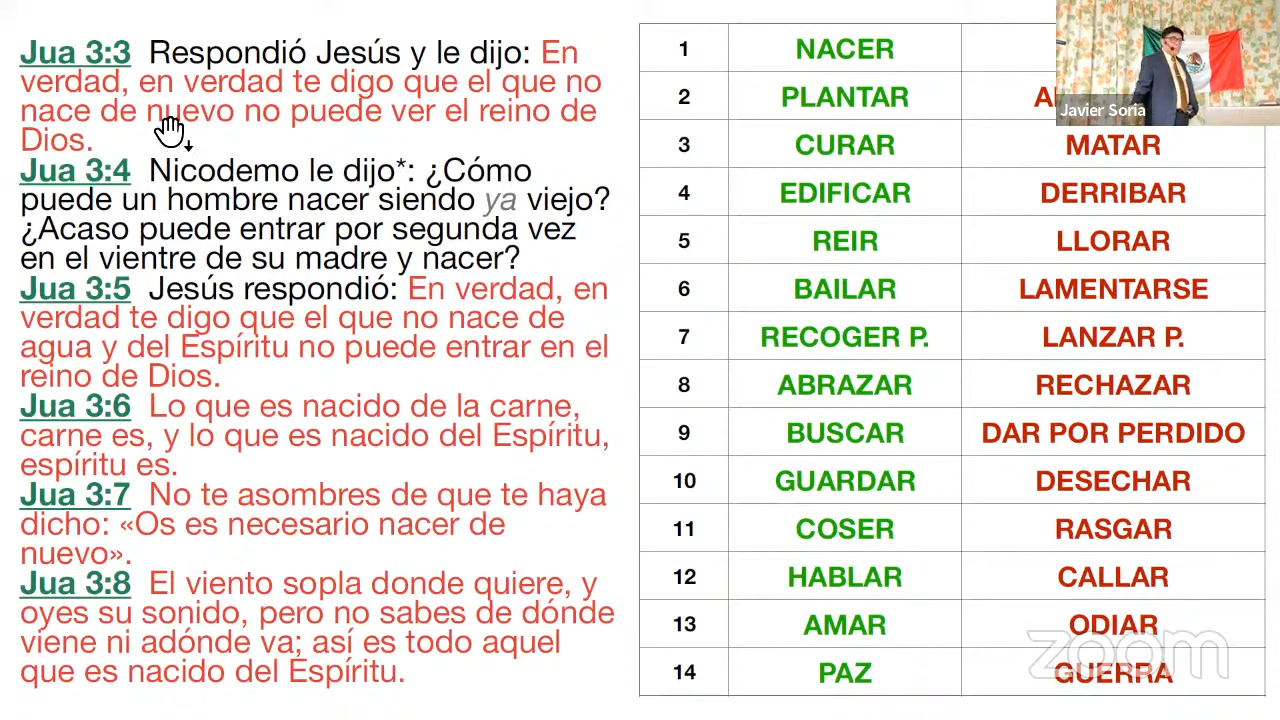 Jua 3:3 Respondió Jesús y le dijo: En
verdad, en verdad te digo que el que no
nace de nuevo no puede ver el reino de
Dios.
Jua 3:4 Nicodemo le dijo*: ¿Cómo
puede un hombre nacer siendo ya viejo?
¿Acaso puede entrar por segunda vez
en el vientre de su madre y nacer?
Jua 3:5 Jesús respondió: En verdad, en
verdad te digo que el que no nace de
agua y del Espíritu no puede entrar en el
reino de Dios.
Jua 3:6 Lo que es nacido de la carne,
carne es, y lo que es nacido del Espíritu,
espíritu es.
Jua 3:7 No te asombres de que te haya
dicho: «Os es necesario nacer de
nuevo».
Jua 3:8 El viento sopla donde quiere, y
oyes su sonido, pero no sabes de dónde
viene ni adónde va; así es todo aquel
que es nacido del Espíritu.
1 NACER
2 PLANTAR
3 CURAR MATAR
4 EDIFICAR DERRIBAR
5 REIR LLORAR
6 BAILAR LAMENTARSE
7 RECOGER P. LANZAR P.
8 ABRAZAR RECHAZAR
9 BUSCAR DAR POR PERDIDO
10 GUARDAR DESECHAR
11 COSER RASGAR
12 HABLAR CALLAR
13 AMAR ODIAR
14 PAZ GUERRA
Javier Soria
zoom